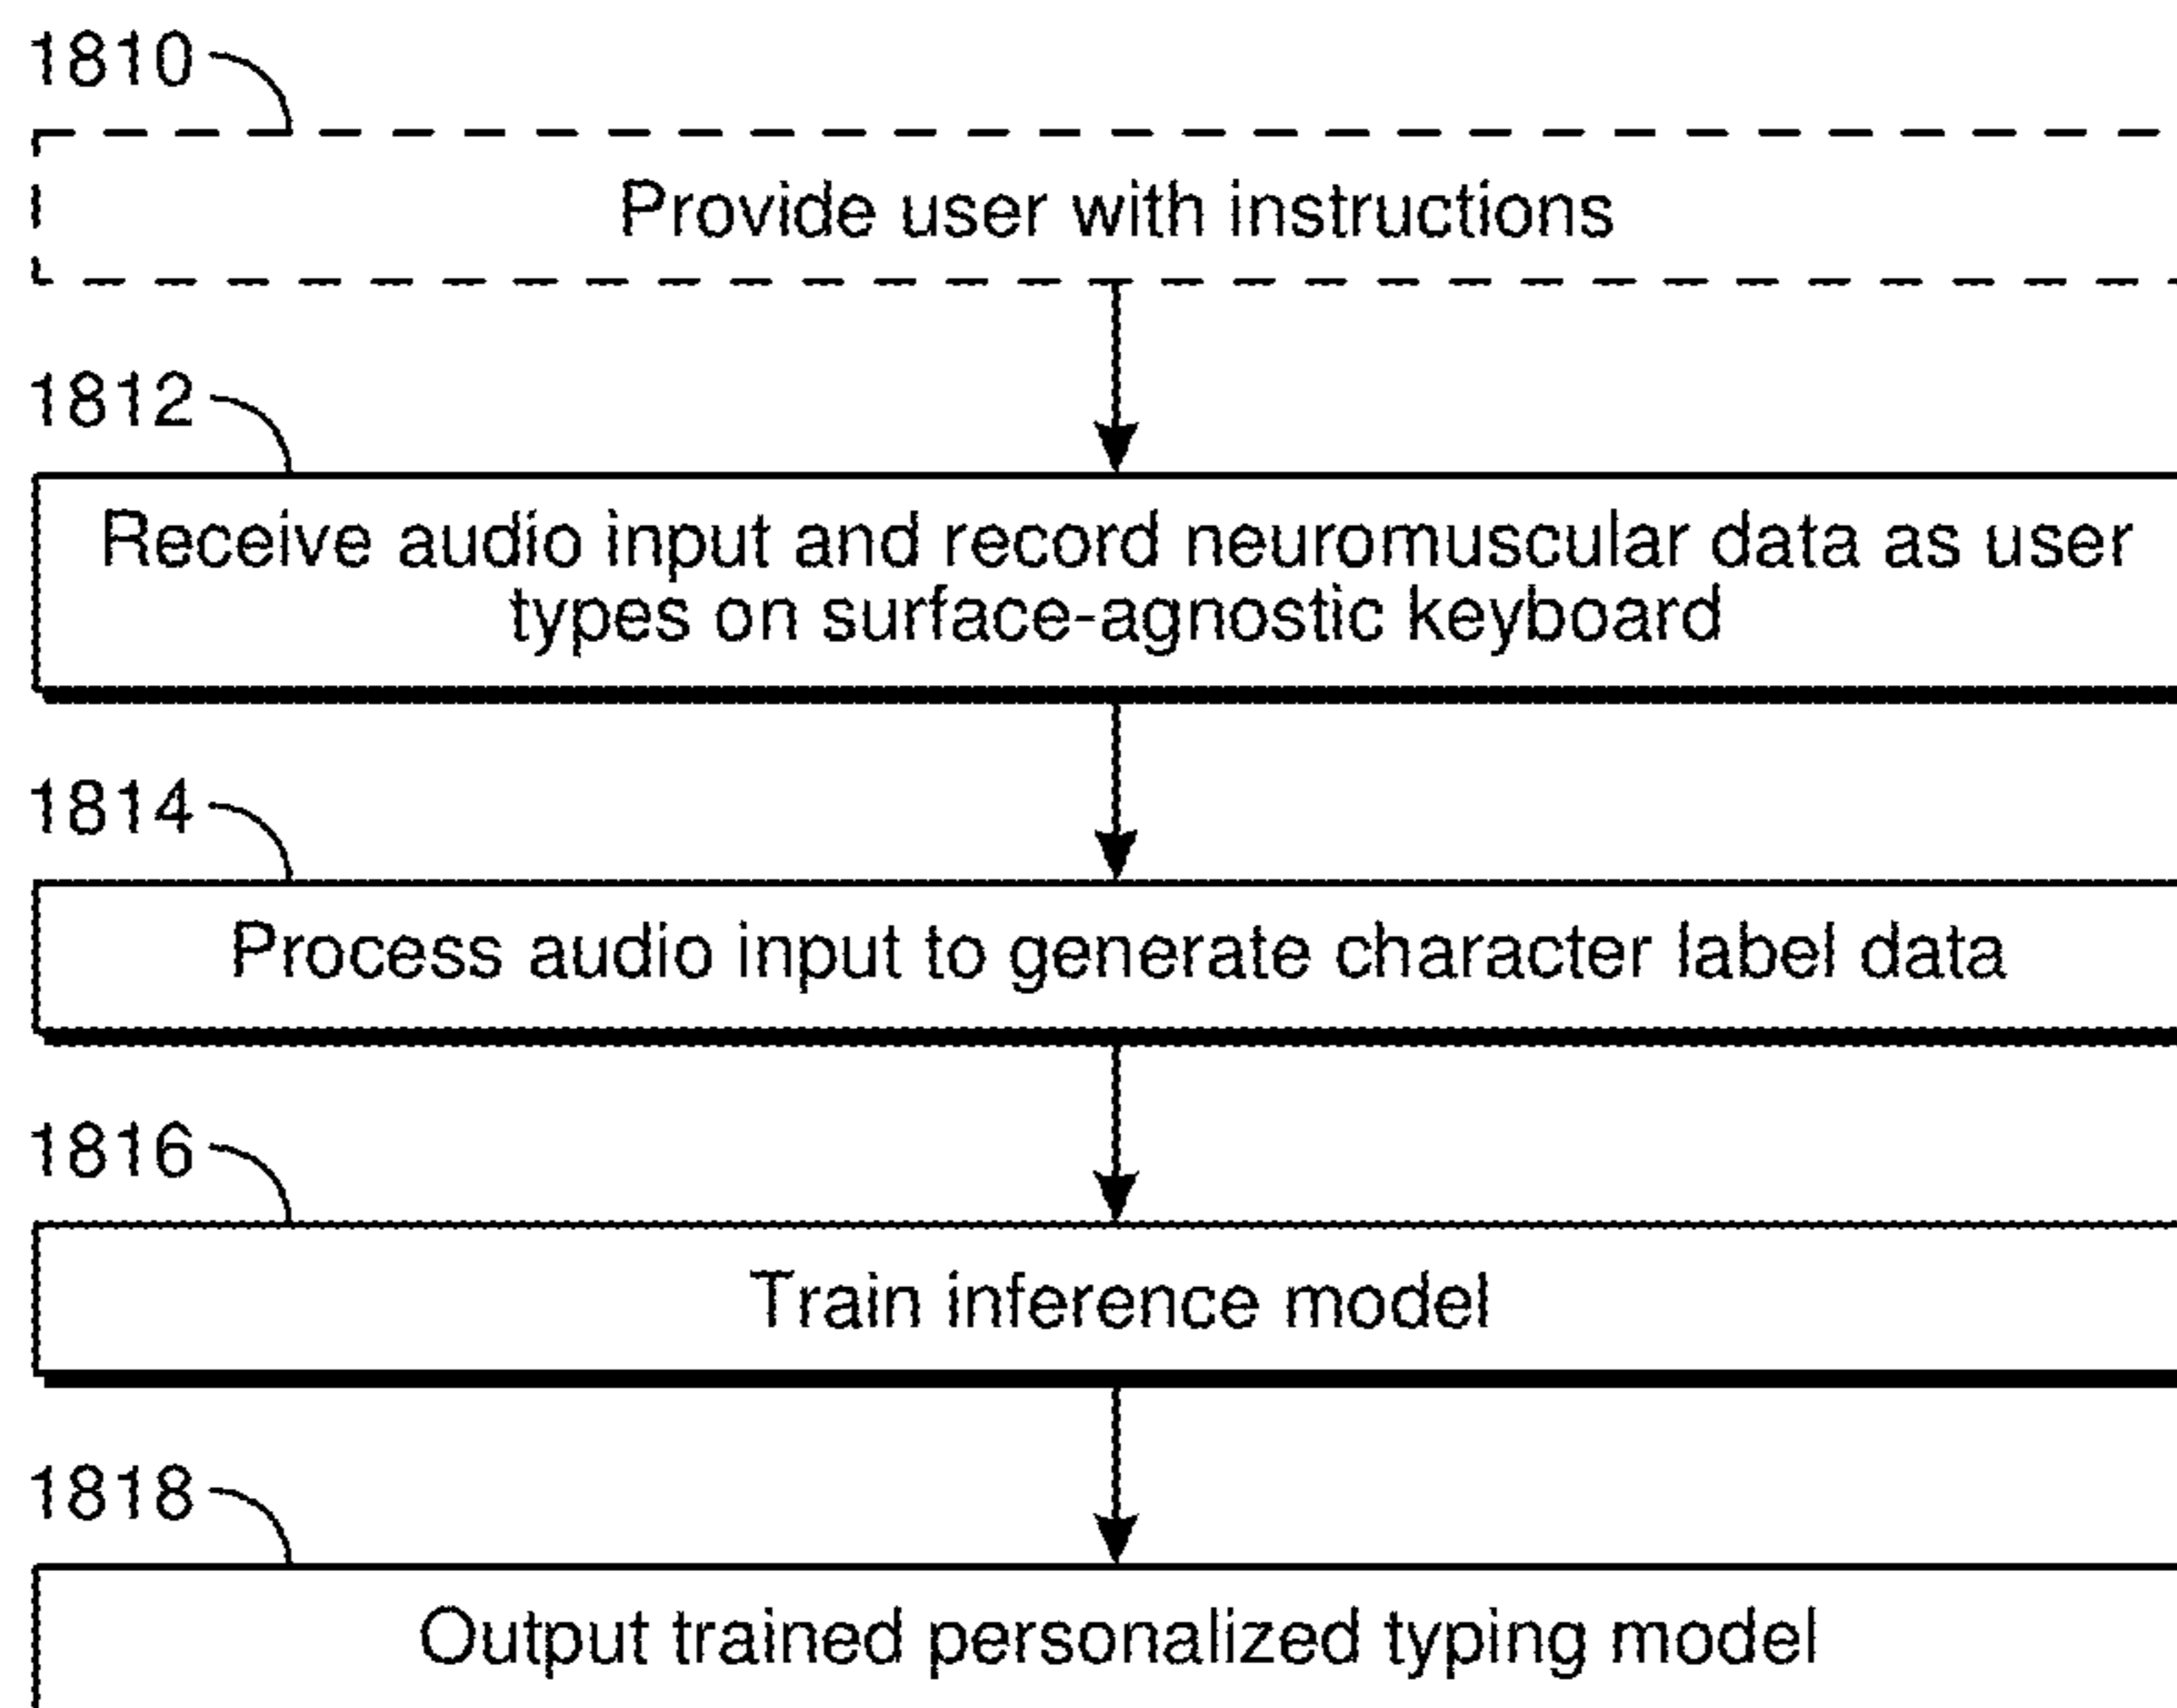 1810
Provide user with instructions
1812
Receive audio input and record neuromuscular data as user
types on surface-agnostic keyboard
1814
Process audio input to generate character label data
1816
Train inference model
1818
Output trained personalized typing model